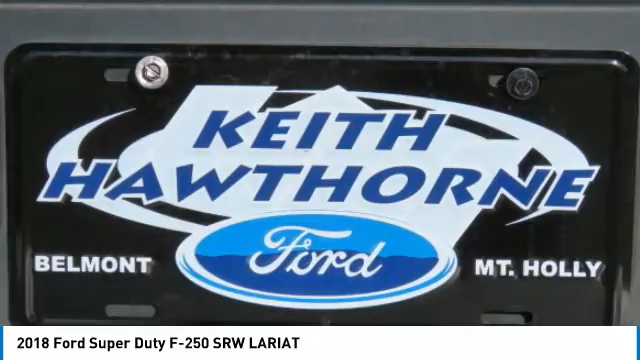 KEITH
HAWTHORNE
Ford
BELMONT
MT. HOLLY
2018 Ford Super Duty F-250 SRW LARIAT